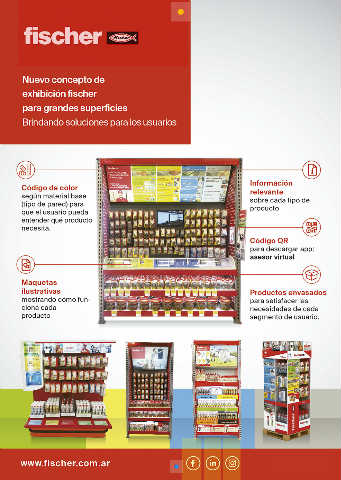 fischer
Nuevo concepto de
exhibición fischer
para grandes superficies
Brindando soluciones para los usuarios
Código de color
según material base
(tipo de pared) para
que el usuario pueda
entender qué producto
necesita.
Maquetas
ilustrativas
mostrando como fun-
ciona cada
producto
Información
relevante
sobre cada tipo de
producto
Código QR
para descargar app:
asesor virtual
Productos envasados
para satisfacer las
necesidades de cada
segmento de usuario.
www.fischer.com.ar